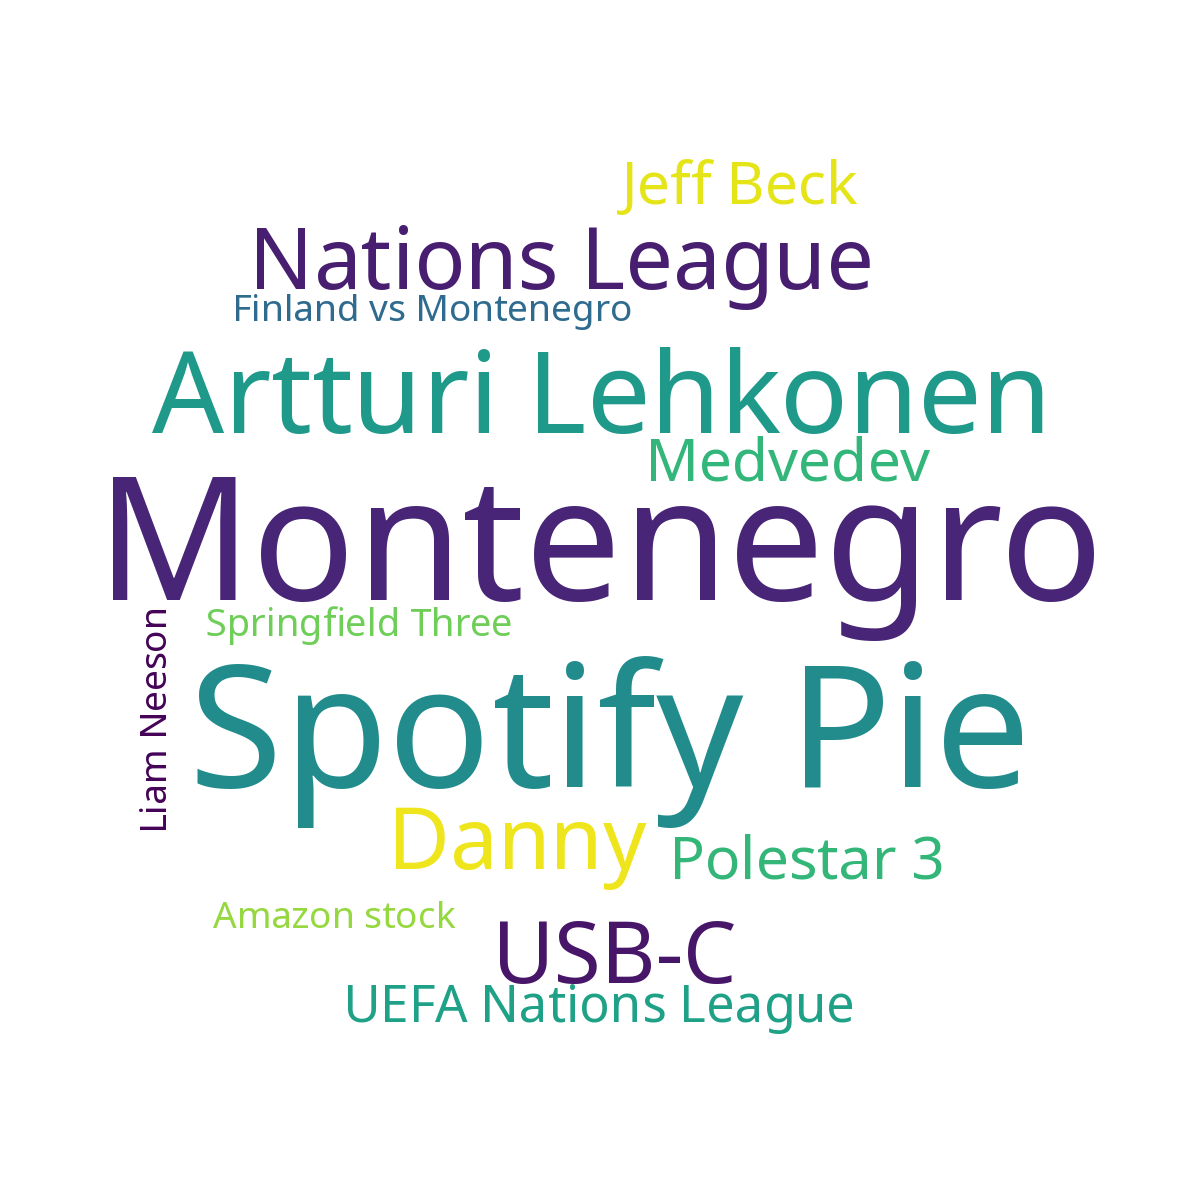 Jeff Beck
Nations League
Finland vs Montenegro
Artturi Lehkonen
Medvedev
Montenegro
Springfield Three
Liam Neeson
Spotify Pie
Danny
Polestar 3
Amazon stock
USB-C
UEFA Nations League